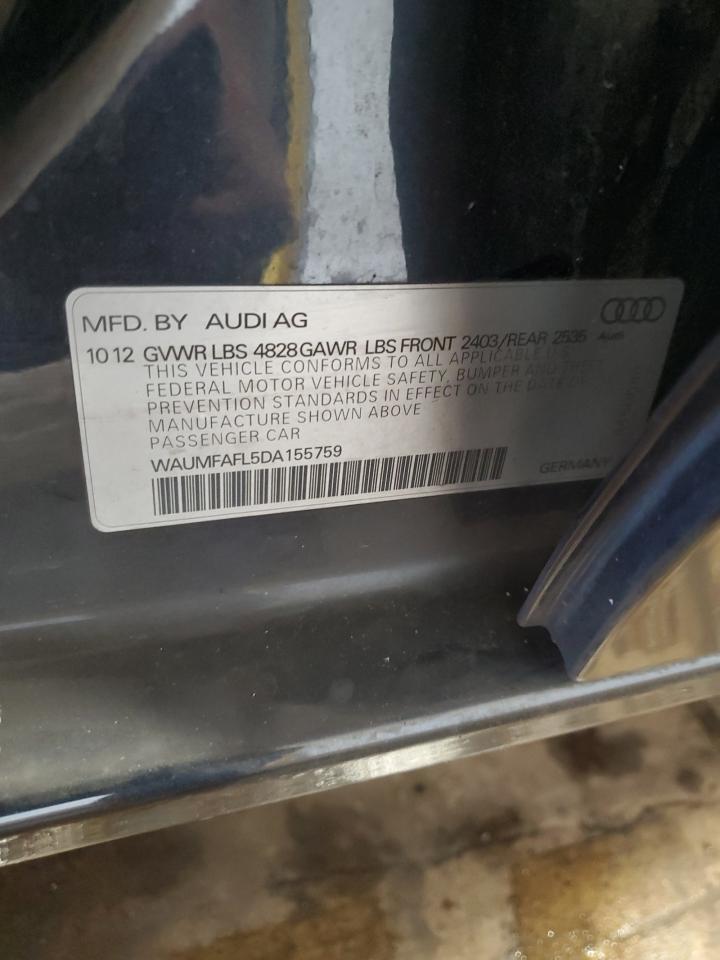 MFD. BY AUDI AG
10 12 GVWR LBS 4828 GAWR LBS FRONT 2403/REAR 2535
Audi
THIS VEHICLE CONFORMS TO ALL APPLICABLE U.S.
FEDERAL MOTOR VEHICLE SAFETY, BUMPER AND THEFT
PREVENTION STANDARDS IN EFFECT ON THE DATE OF
MANUFACTURE SHOWN ABOVE
PASSENGER CAR
WAUMFAFL5DA155759
GERMANY